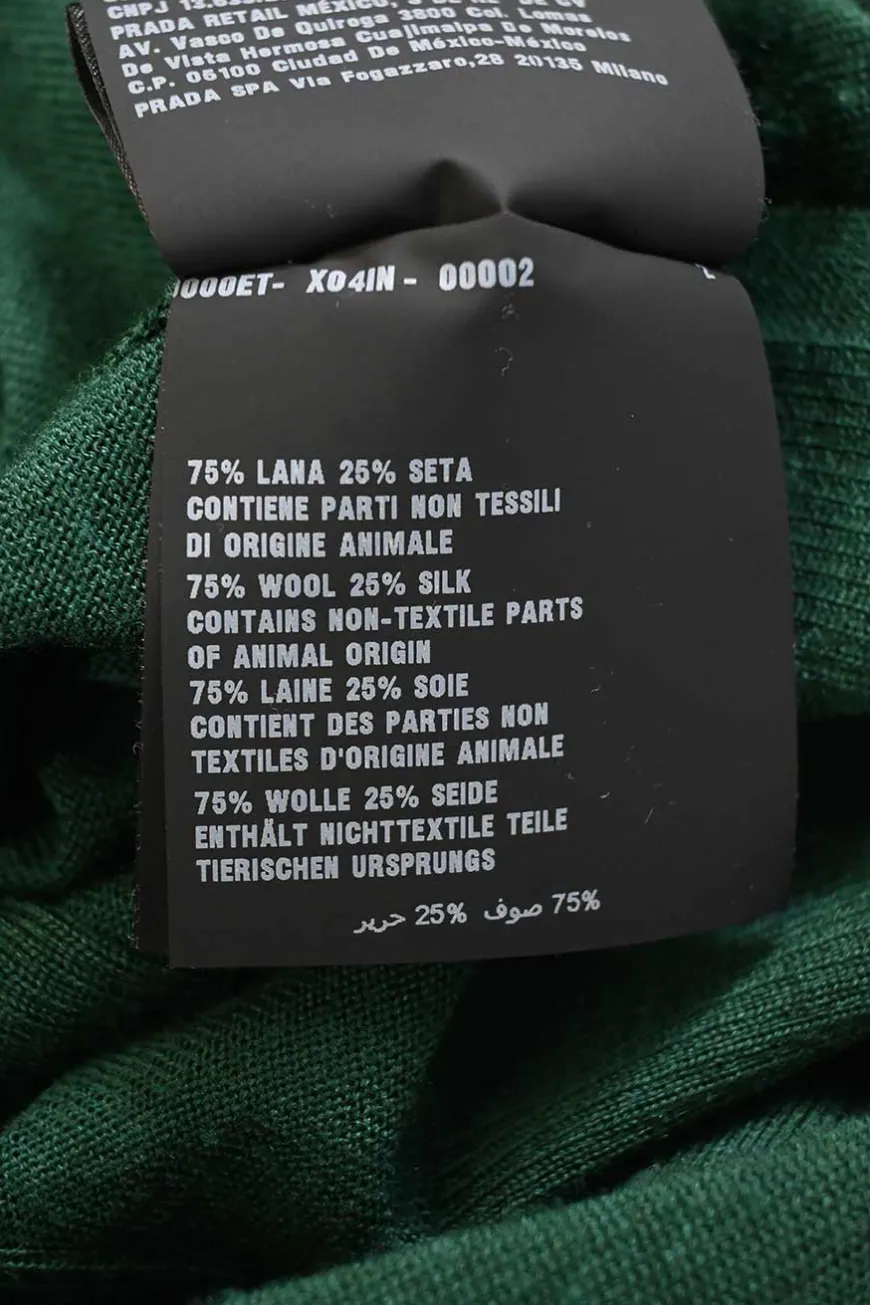 PRADA RETAIL MÉXICO,
AV. Vasco De Quiroga 3800 Col. Lomas
De Vista Hermosa Cuajimalpa De Morelos
C.P. 05100 Ciudad De México-México
PRADA SPA Via Fogazzaro,28 20135 Milano
000ET- X04IN - 00002
75% LANA 25% SETA
CONTIENE PARTI NON TESSILI
DI ORIGINE ANIMALE
75% WOOL 25% SILK
CONTAINS NON-TEXTILE PARTS
OF ANIMAL ORIGIN
75% LAINE 25% SOIE
CONTIENT DES PARTIES NON
TEXTILES D'ORIGINE ANIMALE
75% WOLLE 25% SEIDE
ENTHÄLT NICHTTEXTILE TEILE
TIERISCHEN URSPRUNGS
75% صوف 25% حرير